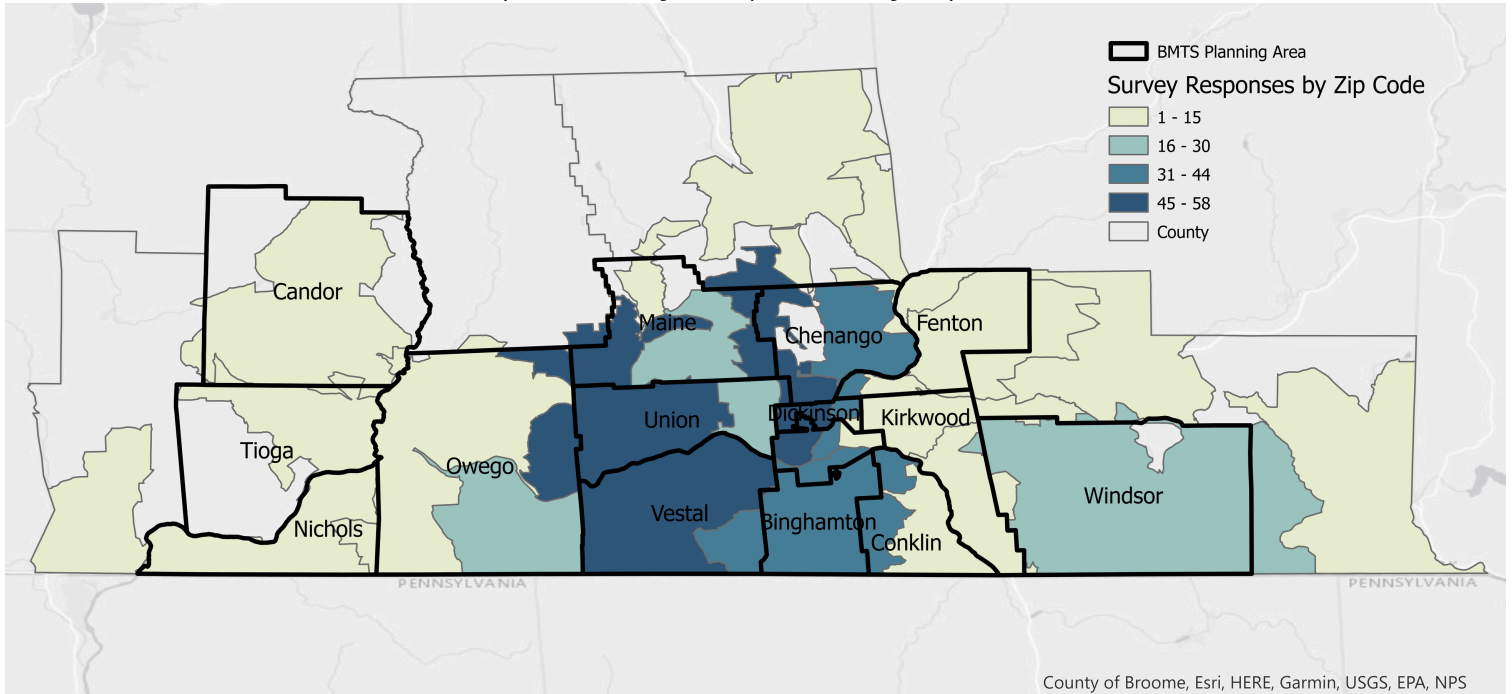 BMTS Planning Area
Survey Responses by Zip Code
1 - 15
16 - 30
31 - 44
45 - 58
County
Candor
Maine
Chenango
Fenton
Union
Dickinson
Kirkwood
Tioga
Owego
Windsor
Vestal
Binghamton
Nichols
Conklin
PENNSYLVANIA
PENNSYLVANIA
County of Broome, Esri, HERE, Garmin, USGS, EPA, NPS